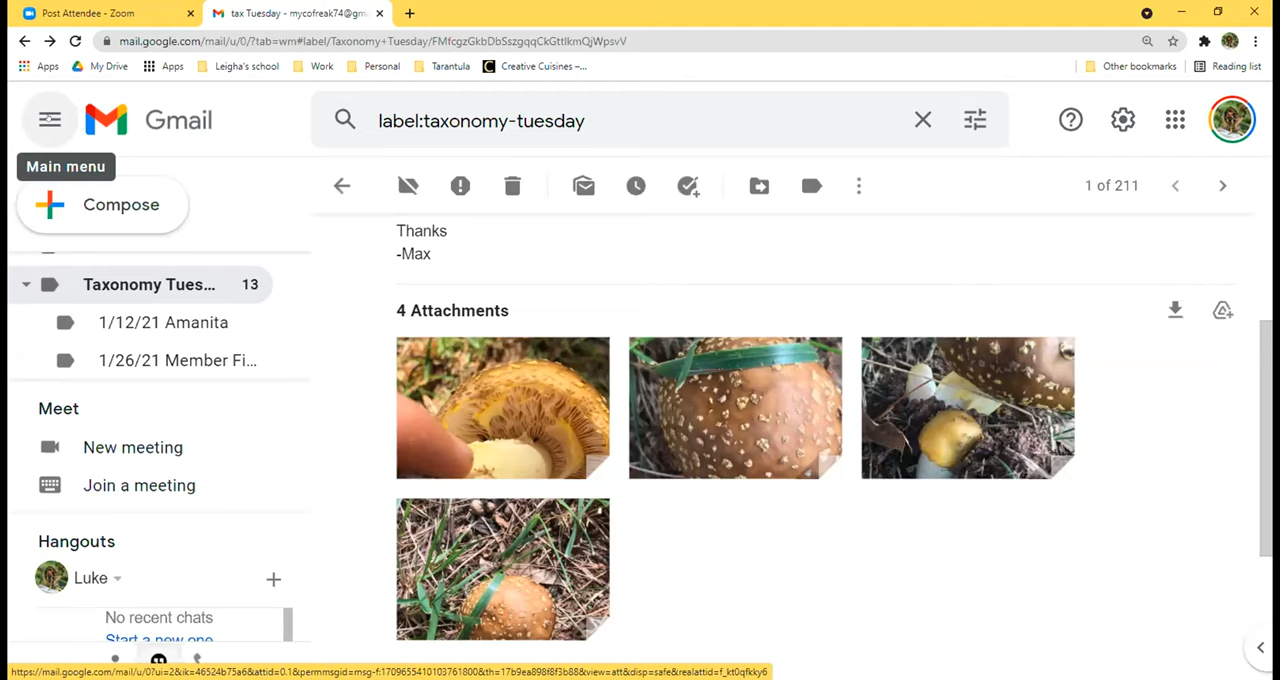 Post Attendee - Zoom
tax Tuesday - mycofreak74@gm
mail.google.com/mail/u/0/?tab=wm#label/Taxonomy+Tuesday/FMfcgzGkbDbSszgqqCkGttlkmQjWpsvV
Apps
My Drive
Apps
Leigha's school
Work
Personal
Tarantula
Creative Cuisines –...
Other bookmarks
Reading list
Gmail
label:taxonomy-tuesday
Main menu
Compose
1 of 211
Thanks
-Max
Taxonomy Tues... 13
4 Attachments
1/12/21 Amanita
1/26/21 Member Fi...
Meet
New meeting
Join a meeting
Hangouts
Luke
No recent chats
Start a new one
https://mail.google.com/mail/u/0?ui=2&ik=46524b75a6&attid=0.1&permmsgid=msg-f:1709655410103761800&th=17b9ea898f8f3b88&view=att&disp=safe&realattid=f_kt0qfkky6